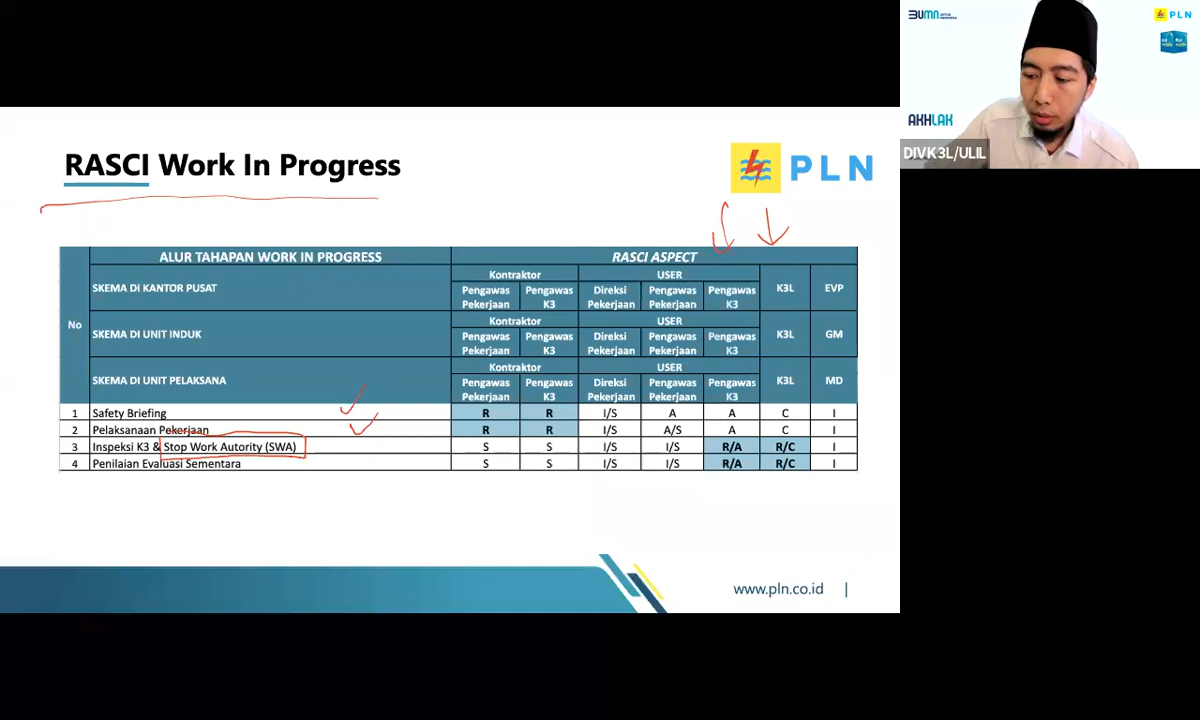 BUMN UNTUK INDONESIA
PLN
AKHLAK
DIVK3L/ULIL
RASCI Work In Progress
PLN
No
ALUR TAHAPAN WORK IN PROGRESS
RASCI ASPECT
SKEMA DI KANTOR PUSAT
Kontraktor
USER
K3L
EVP
Pengawas Pekerjaan
Pengawas K3
Direksi Pekerjaan
Pengawas Pekerjaan
Pengawas K3
SKEMA DI UNIT INDUK
Kontraktor
USER
K3L
GM
Pengawas Pekerjaan
Pengawas K3
Direksi Pekerjaan
Pengawas Pekerjaan
Pengawas K3
SKEMA DI UNIT PELAKSANA
Kontraktor
USER
K3L
MD
Pengawas Pekerjaan
Pengawas K3
Direksi Pekerjaan
Pengawas Pekerjaan
Pengawas K3
1 Safety Briefing R R I/S A A C I
2 Pelaksanaan Pekerjaan R R I/S A/S A C I
3 Inspeksi K3 & Stop Work Autority (SWA) S S I/S I/S R/A R/C I
4 Penilaian Evaluasi Sementara S S I/S I/S R/A R/C I
www.pln.co.id |